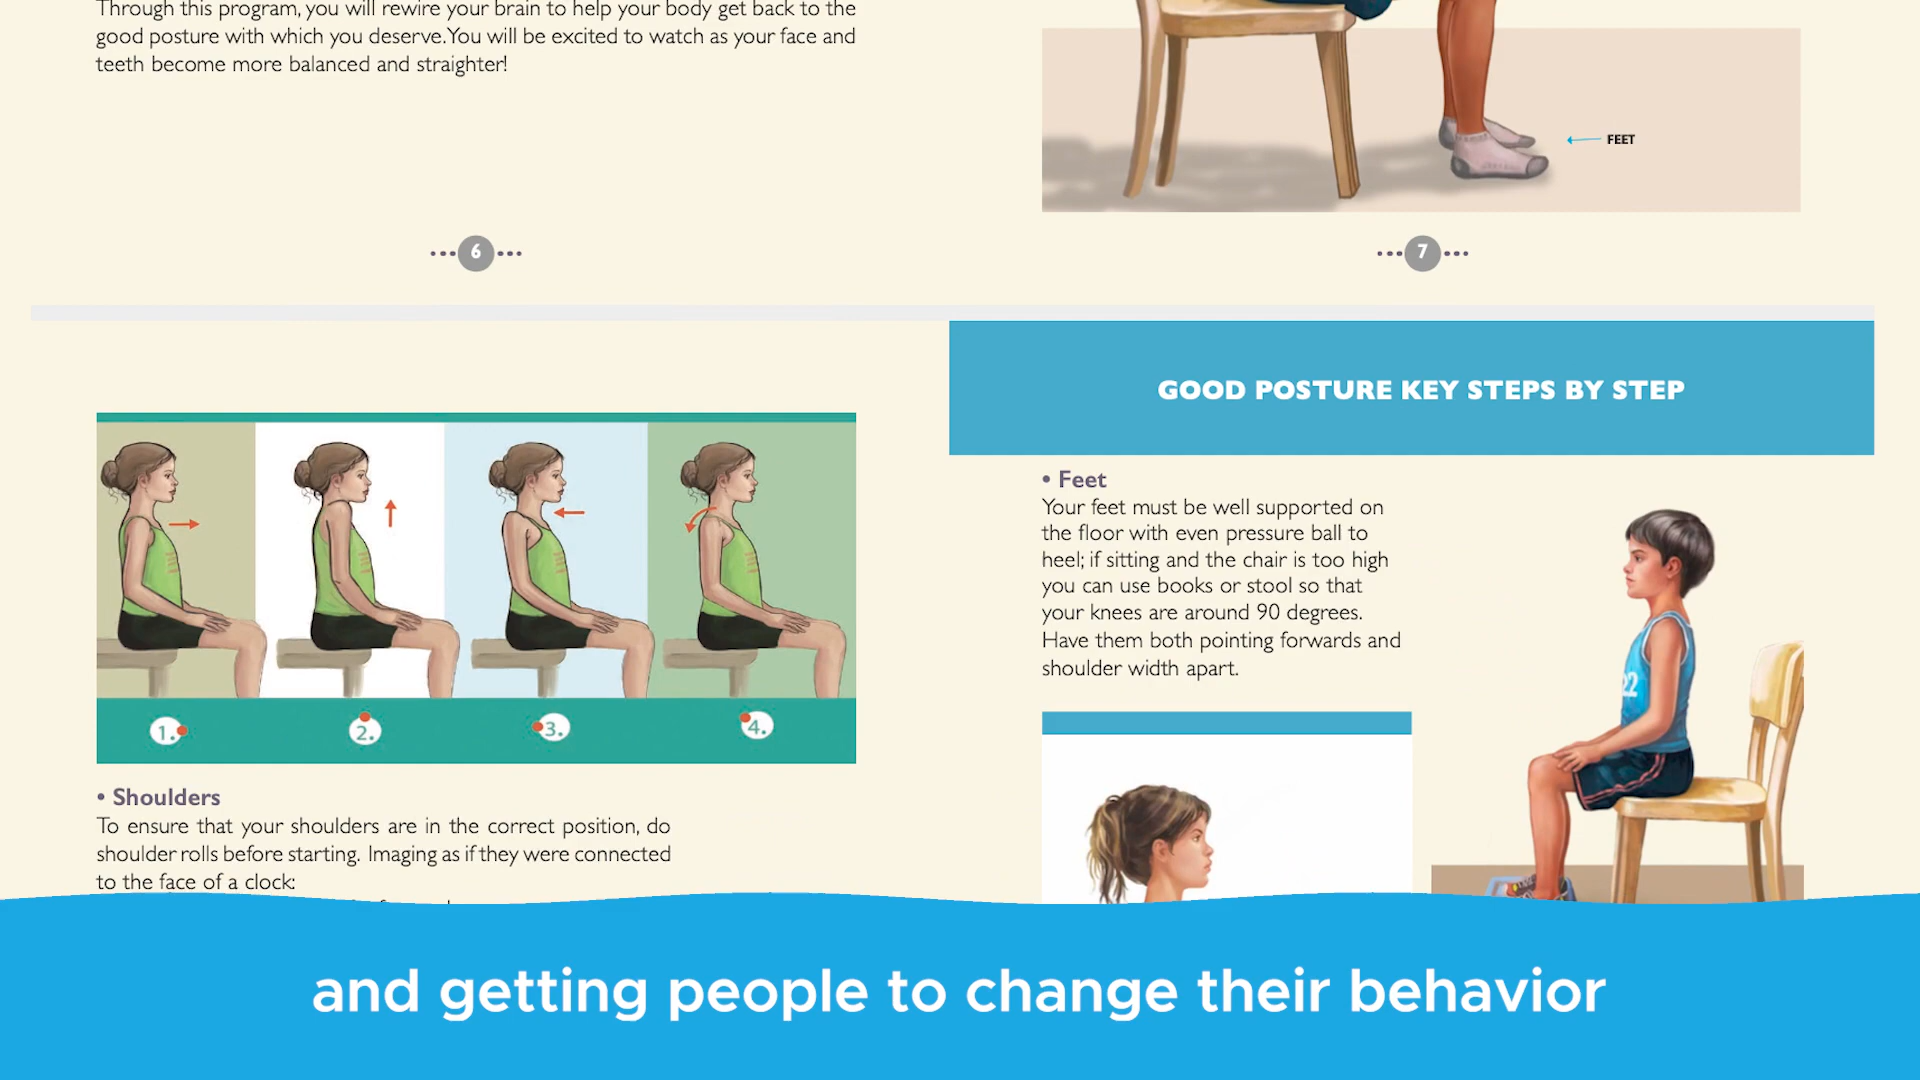 Through this program, you will rewire your brain to help your body get back to the
good posture with which you deserve.You will be excited to watch as your face and
teeth become more balanced and straighter!
6
FEET
7
1.
2.
3.
4.
• Shoulders
To ensure that your shoulders are in the correct position, do
shoulder rolls before starting. Imaging as if they were connected
to the face of a clock:
GOOD POSTURE KEY STEPS BY STEP
• Feet
Your feet must be well supported on
the floor with even pressure ball to
heel; if sitting and the chair is too high
you can use books or stool so that
your knees are around 90 degrees.
Have them both pointing forwards and
shoulder width apart.
22
and getting people to change their behavior